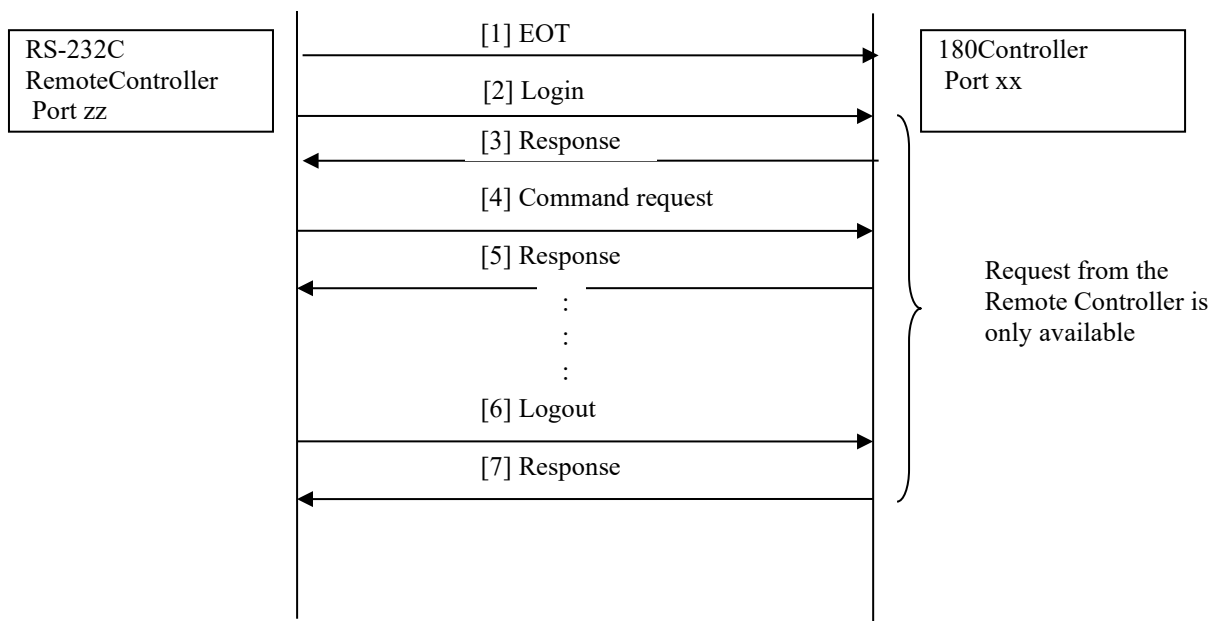 [1] EOT
RS-232C
RemoteController
Port zz
180Controller
Port xx
[2] Login
[3] Response
[4] Command request
[5] Response
:
:
:
Request from the
Remote Controller is
only available
[6] Logout
[7] Response